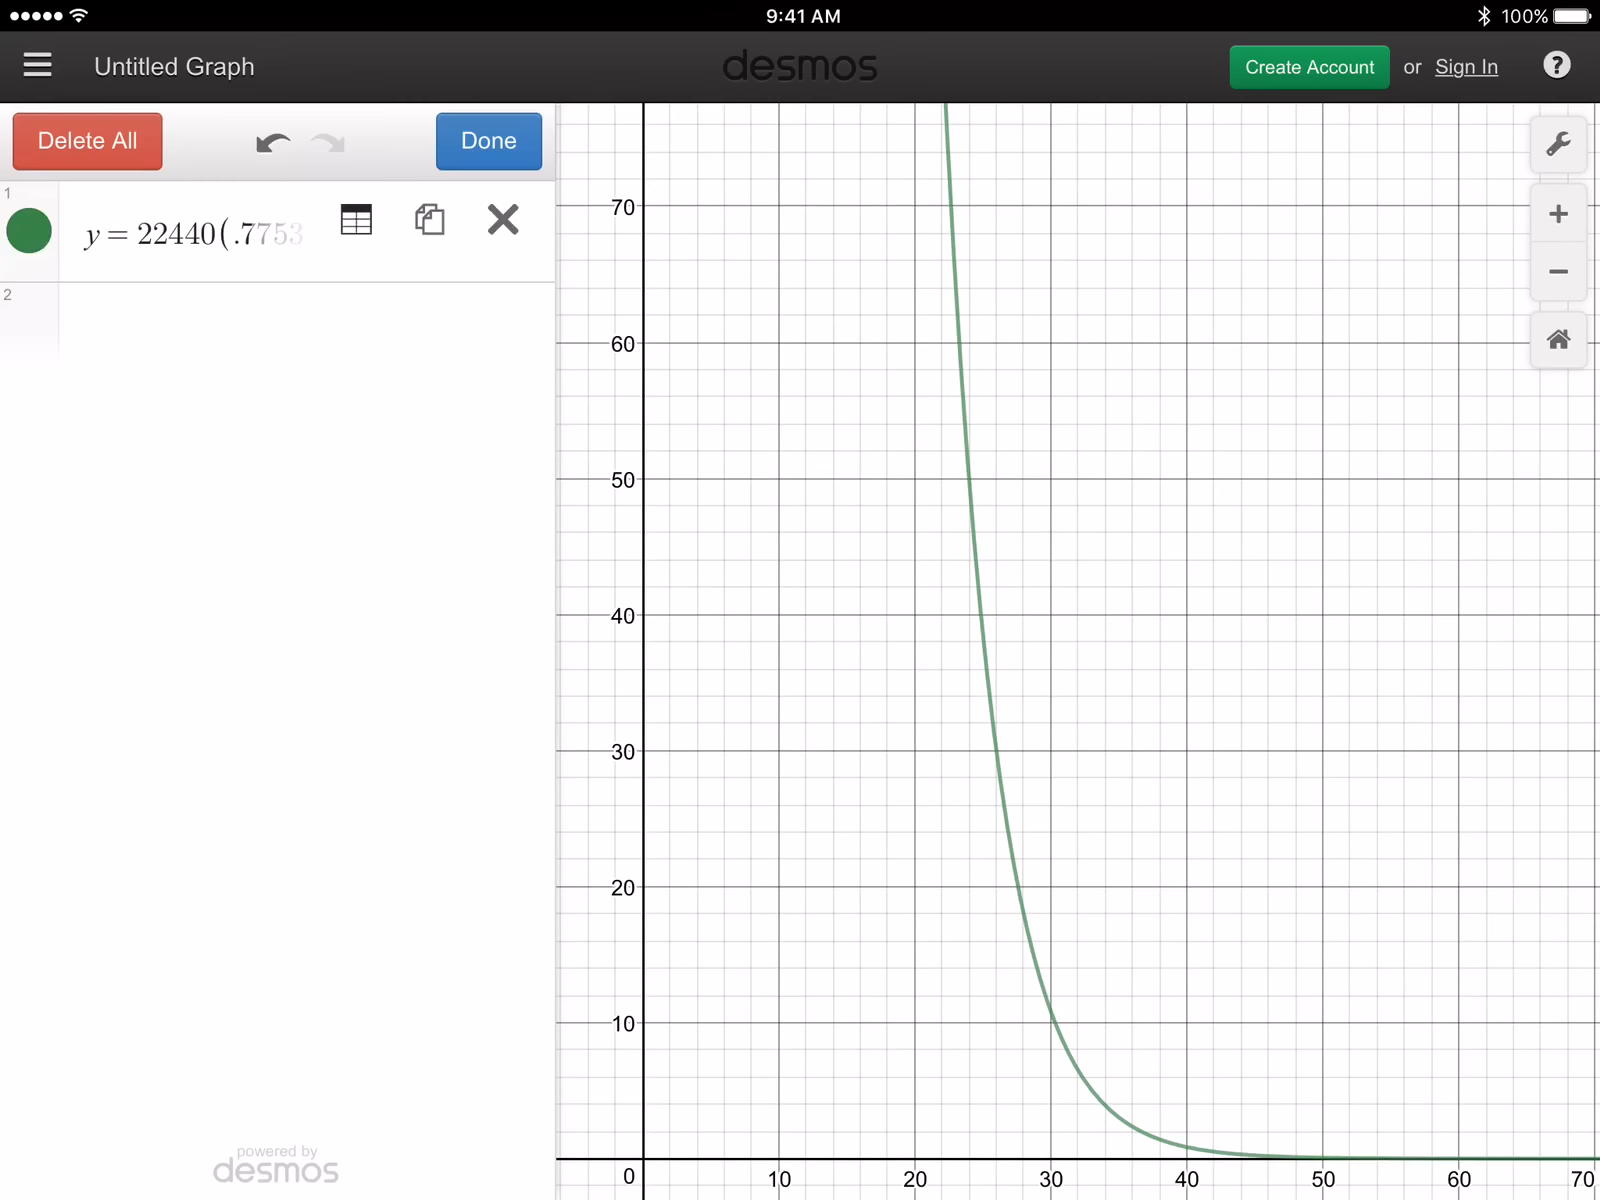 9:41 AM
100%
Untitled Graph
desmos
Create Account or Sign In
?
Delete All
Done
1
y = 22440(.7753
2
70
60
50
40
30
20
10
0
10
20
30
40
50
60
70
powered by
desmos